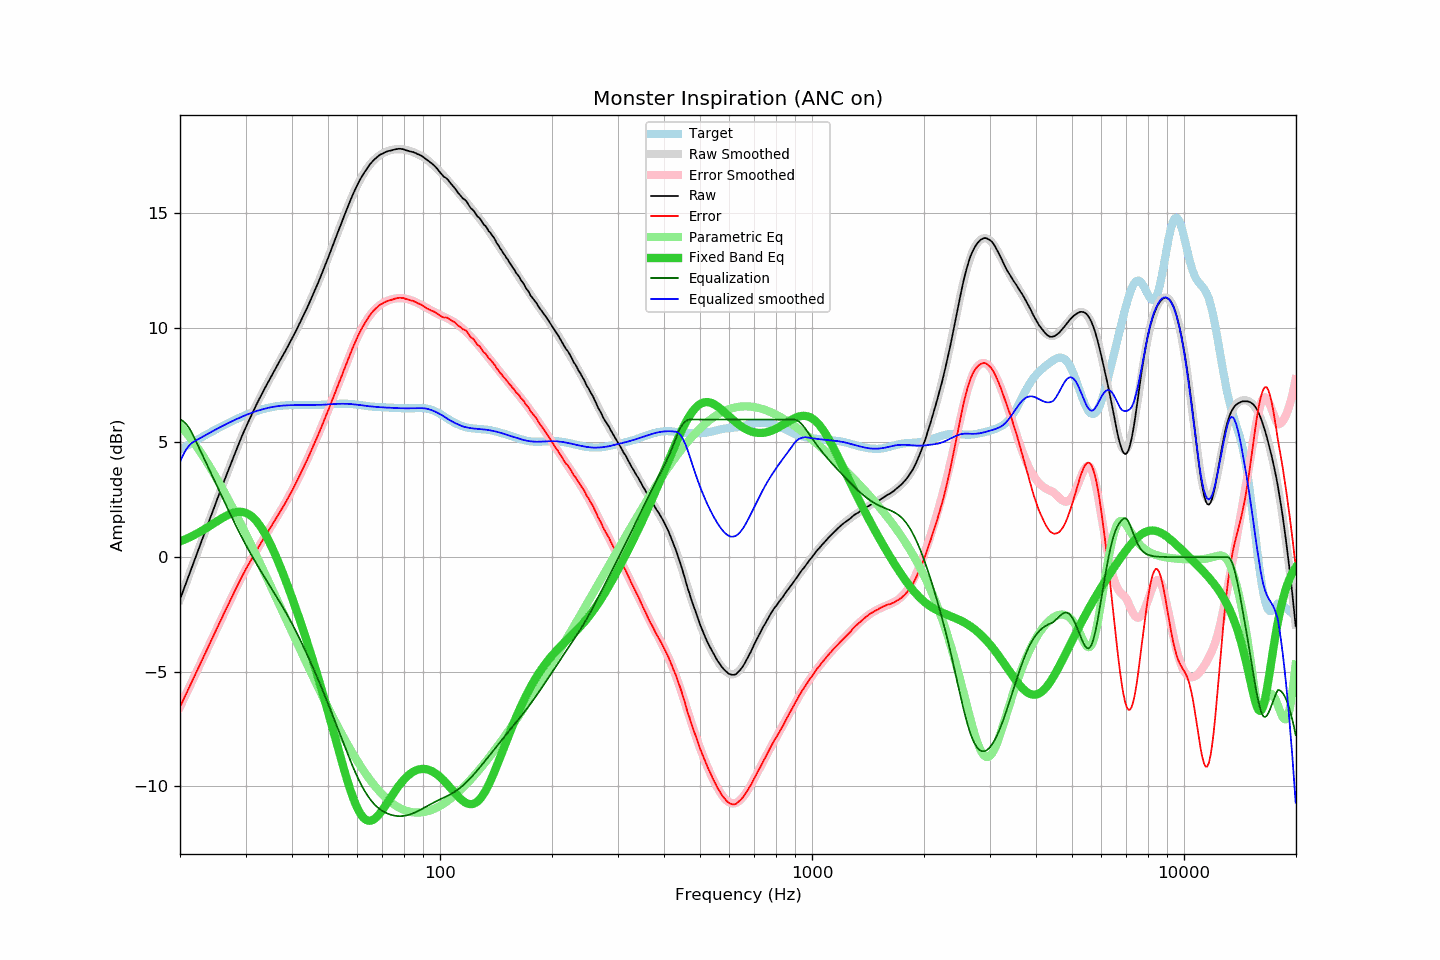 Monster Inspiration (ANC on)
Target
Raw Smoothed
Error Smoothed
Raw
Error
Parametric Eq
Fixed Band Eq
Equalization
Equalized smoothed
Amplitude (dBr)
15
10
5
0
−5
−10
100
1000
10000
Frequency (Hz)